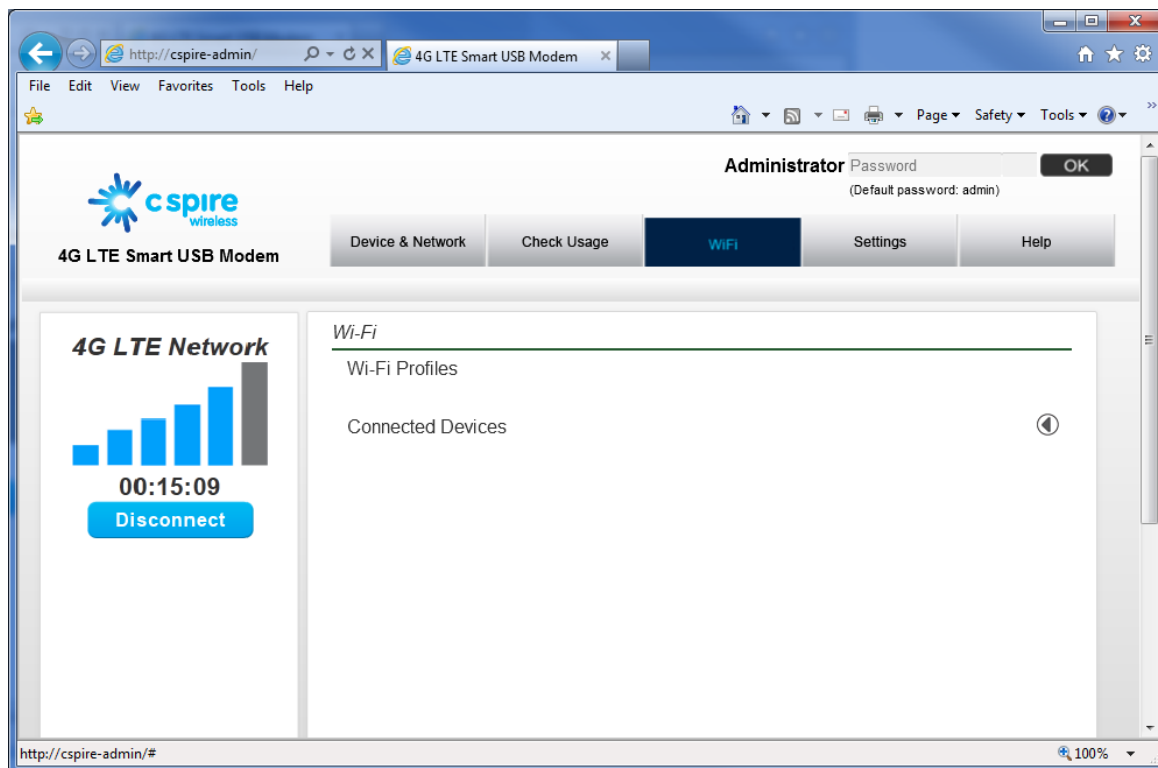 http://cspire-admin/
4G LTE Smart USB Modem
File Edit View Favorites Tools Help
Page Safety Tools
Administrator Password OK
(Default password: admin)
c spire
wireless
4G LTE Smart USB Modem
Device & Network Check Usage WiFi Settings Help
4G LTE Network
00:15:09
Disconnect
Wi-Fi
Wi-Fi Profiles
Connected Devices
http://cspire-admin/#
100%